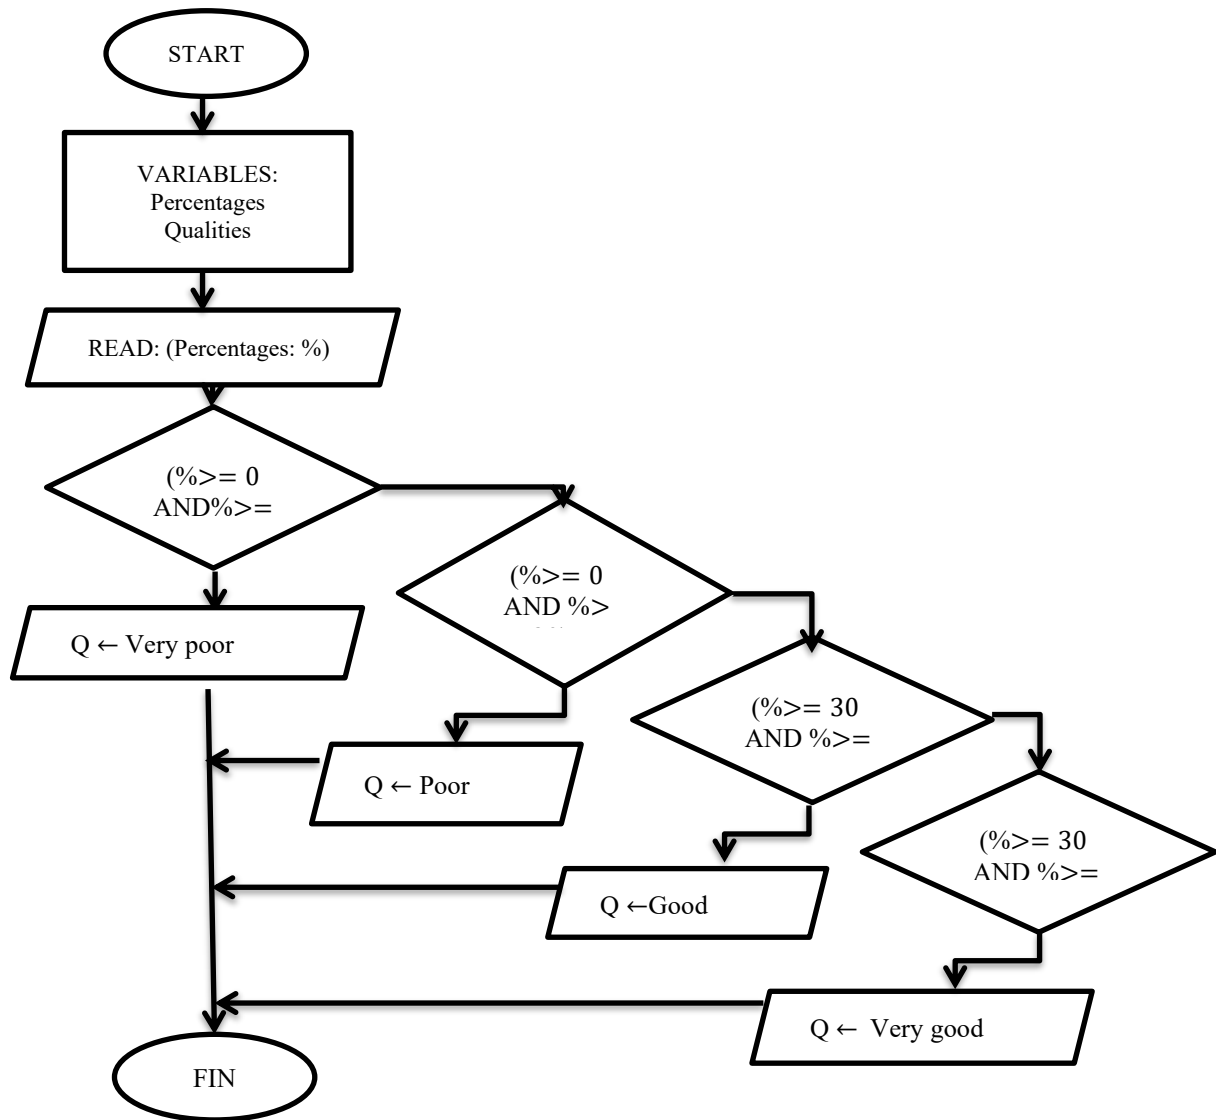 START
VARIABLES:
Percentages
Qualities
READ: (Percentages: %)
(%>= 0
AND%>=
(%>= 0
AND %>
Q ← Very poor
(%>= 30
AND %>=
Q ← Poor
(%>= 30
AND %>=
Q ←Good
Q ← Very good
FIN